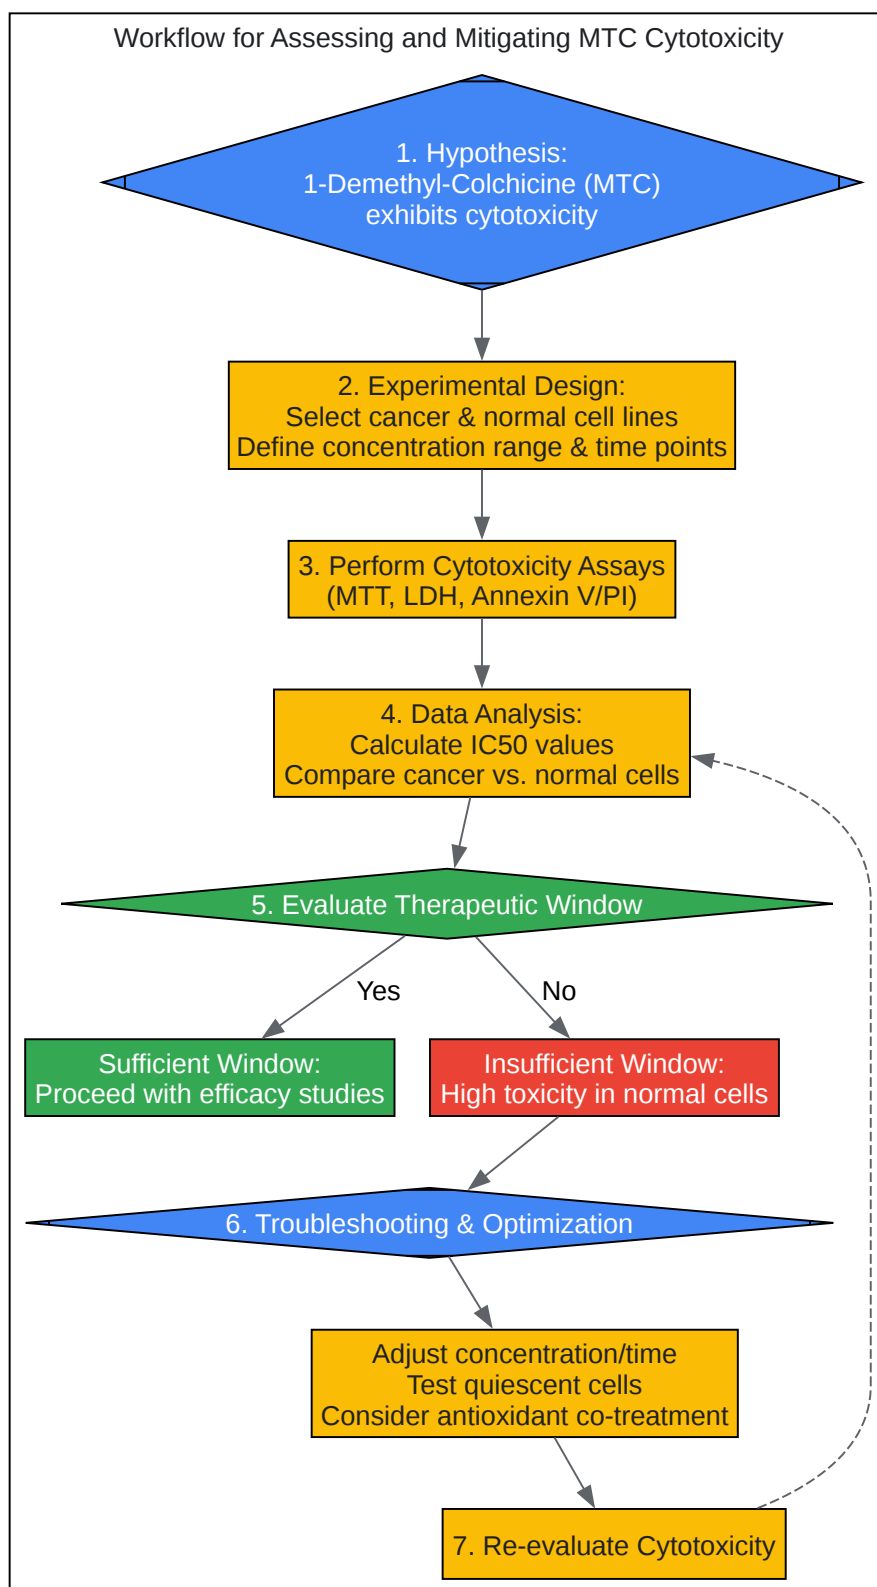 Workflow for Assessing and Mitigating MTC Cytotoxicity
1. Hypothesis:
1-Demethyl-Colchicine (MTC)
exhibits cytotoxicity
2. Experimental Design:
Select cancer & normal cell lines
Define concentration range & time points
3. Perform Cytotoxicity Assays
(MTT, LDH, Annexin V/PI)
4. Data Analysis:
Calculate IC50 values
Compare cancer vs. normal cells
5. Evaluate Therapeutic Window
Yes
No
Sufficient Window:
Proceed with efficacy studies
Insufficient Window:
High toxicity in normal cells
6. Troubleshooting & Optimization
Adjust concentration/time
Test quiescent cells
Consider antioxidant co-treatment
7. Re-evaluate Cytotoxicity